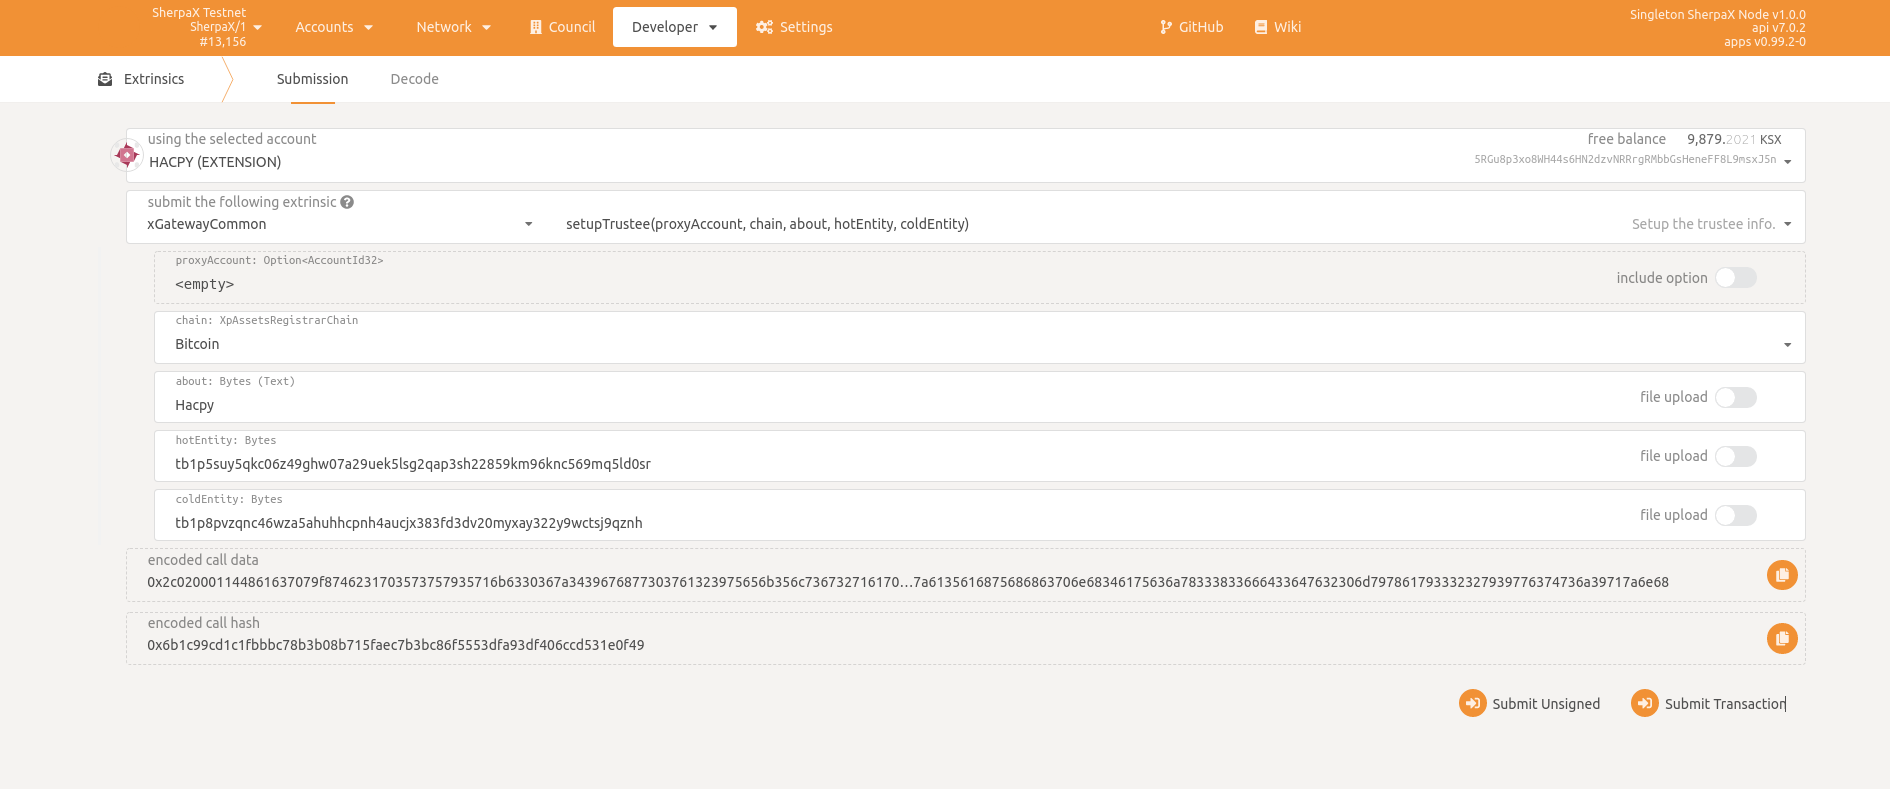 SherpaX Testnet
SherpaX/1
#13,156
Accounts
Network
Council
Developer
Settings
GitHub
Wiki
Singleton SherpaX Node v1.0.0
api v7.0.2
apps v0.99.2-0
Extrinsics
Submission
Decode
using the selected account
HACPY (EXTENSION)
free balance 9,879.2021 KSX
5RGu8p3xo8WH44s6HN2dzvNRRrgRMbbGsHeneFF8L9msxJ5n
submit the following extrinsic
xGatewayCommon
setupTrustee(proxyAccount, chain, about, hotEntity, coldEntity)
Setup the trustee info.
proxyAccount: Option<AccountId32>
<empty>
include option
chain: XpAssetsRegistrarChain
Bitcoin
about: Bytes (Text)
Hacpy
file upload
hotEntity: Bytes
tb1p5suy5qkc06z49ghw07a29uek5lsg2qap3sh22859km96knc569mq5ld0sr
file upload
coldEntity: Bytes
tb1p8pvzqnc46wza5ahuhhcpnh4aucjx383fd3dv20myxay322y9wctsj9qznh
file upload
encoded call data
0x2c020001144861637079f8746231703573757935716b6330367a3439676877303761323975656b356c736732716170…7a6135616875686863706e68346175636a78333833666433647632306d797861793332327939776374736a39717a6e68
encoded call hash
0x6b1c99cd1c1fbbbc78b3b08b715faec7b3bc86f5553dfa93df406ccd531e0f49
Submit Unsigned
Submit Transaction